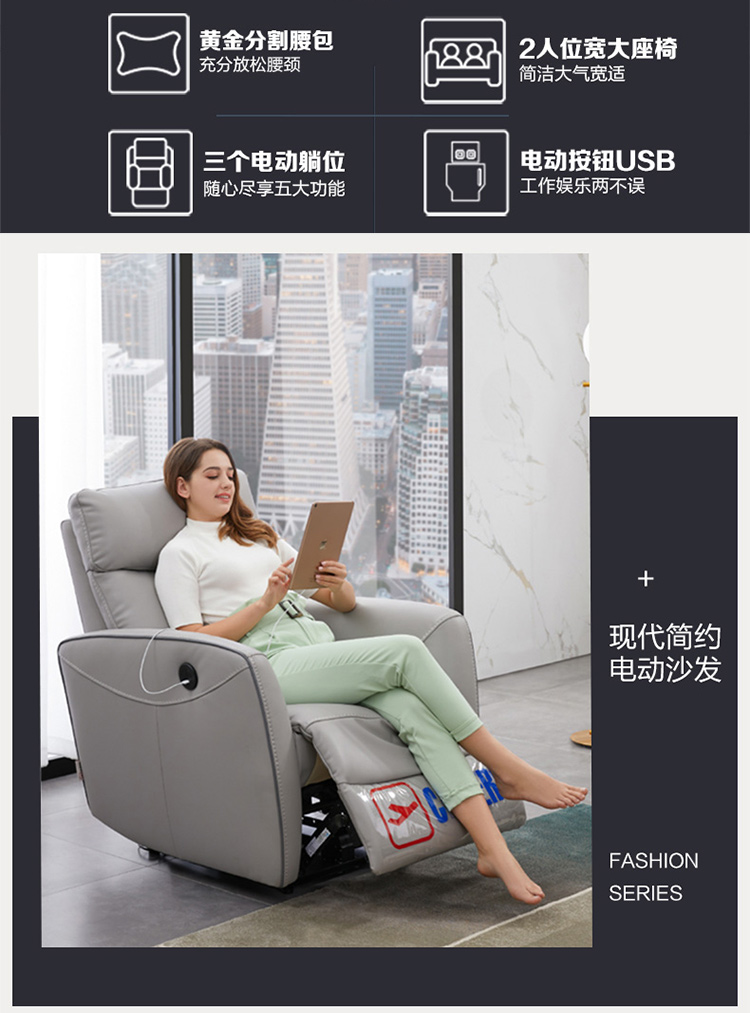 黄金分割腰包
充分放松腰颈
2人位宽大座椅
简洁大气宽适
三个电动躺位
随心尽享五大功能
电动按钮USB
工作娱乐两不误
+
现代简约
电动沙发
FASHION
SERIES